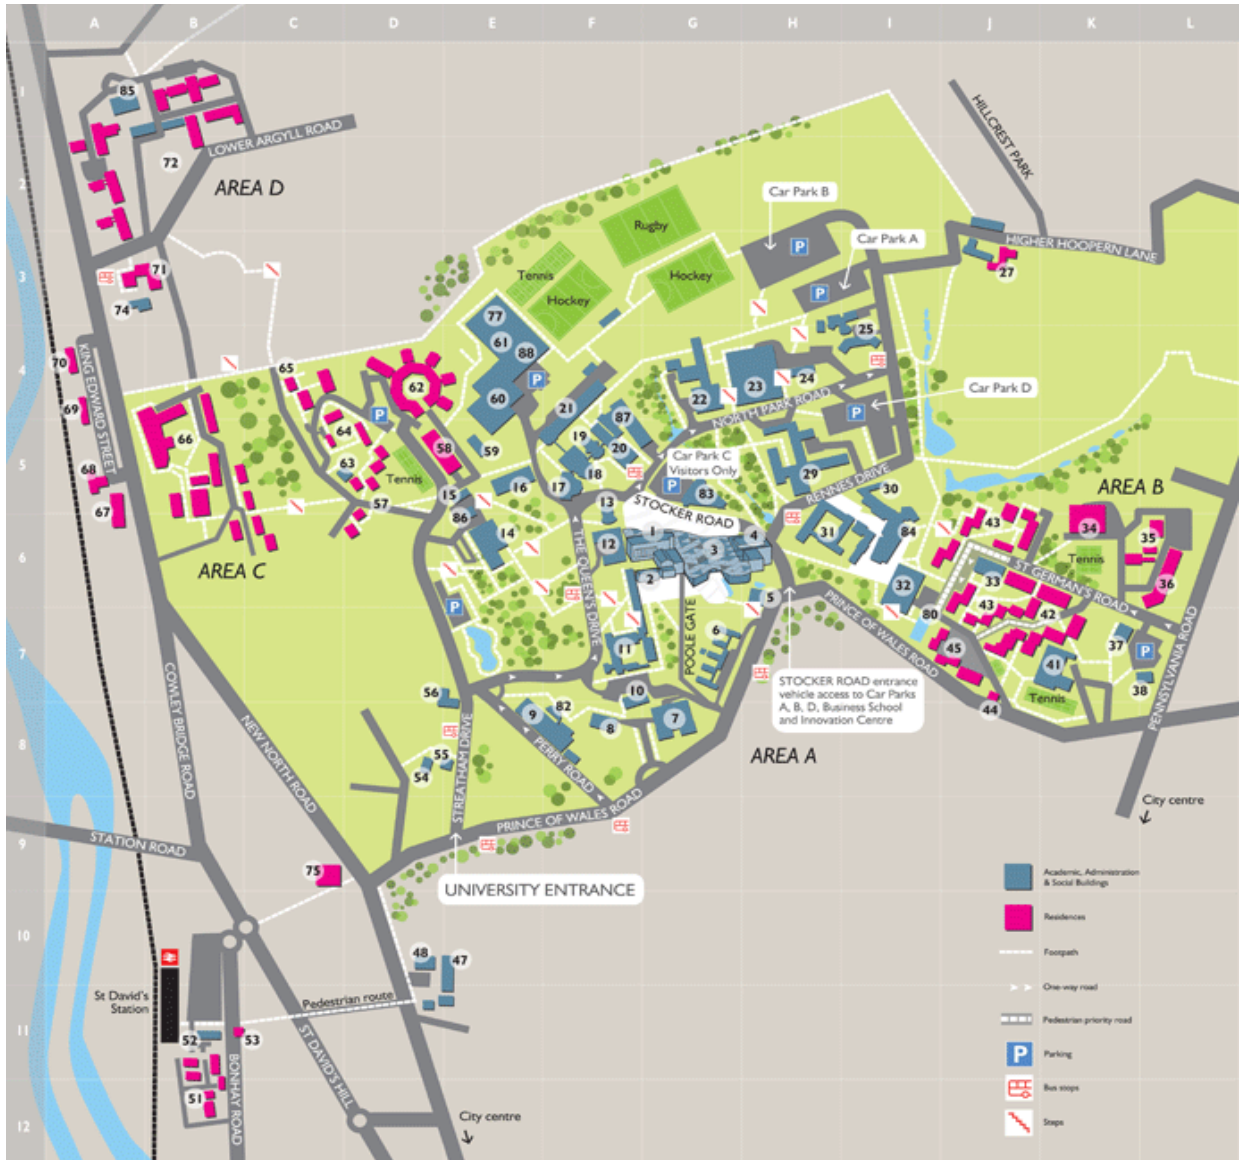 A B C D E F G H I J K L
1
2
3
4
5
6
7
8
9
10
11
12
85
LOWER ARGYLL ROAD
72
AREA D
HILLCREST PARK
Car Park B
Car Park A
Rugby
Tennis
Hockey
Hockey
HIGHER HOOPERN LANE
27
71
74
77
61
88
25
70
KING EDWARD STREET
65
62
60
21
22
23
24
NORTH PARK ROAD
Car Park D
69
66
64
58
59
87
19
20
18
68
63
Tennis
Car Park C
Visitors Only
29
RENNES DRIVE
AREA B
67
57
15
16
17
83
30
86
14
13
STOCKER ROAD
31
84
43
34
35
12
1
3
4
Tennis
AREA C
THE QUEEN'S DRIVE
2
5
32
33
ST GERMAN'S ROAD
36
80
43
42
6
POOLE GATE
PRINCE OF WALES ROAD
37
11
45
41
38
STOCKER ROAD entrance
vehicle access to Car Parks
A, B, D, Business School
and Innovation Centre
COWLEY BRIDGE ROAD
NEW NORTH ROAD
56
10
44
Tennis
PENNSYLVANIA ROAD
9
82
8
7
55
54
STREATHAM DRIVE
PERRY ROAD
AREA A
City centre
PRINCE OF WALES ROAD
STATION ROAD
75
UNIVERSITY ENTRANCE
48
47
St David's
Station
Pedestrian route
52
53
ST DAVID'S HILL
BONHAY ROAD
51
City centre
Academic, Administration
& Social Buildings
Residences
Footpath
One-way road
Pedestrian priority road
P Parking
Bus stops
Steps
P
P
P
P
P
P
P
P